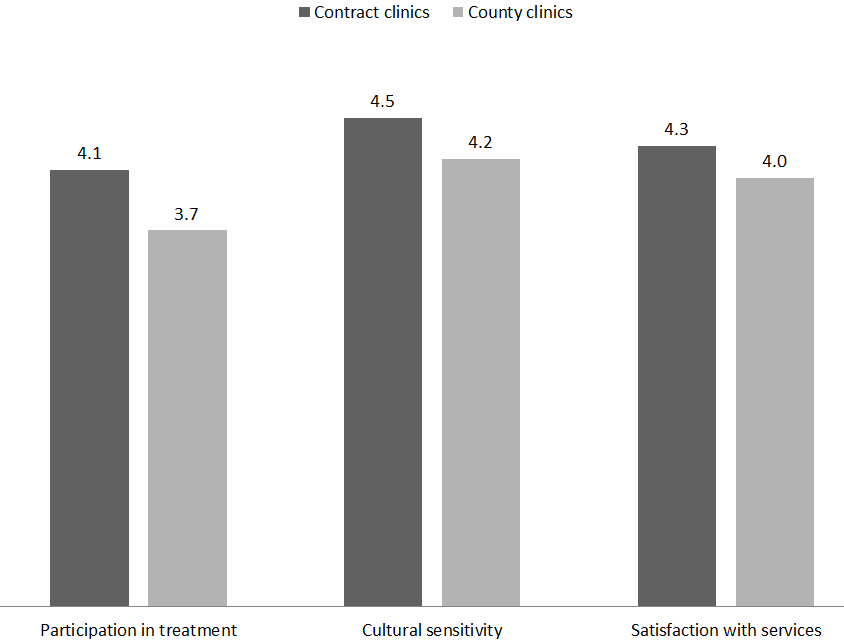 Contract clinics County clinics
4.1 3.7 4.5 4.2 4.3 4.0
Participation in treatment Cultural sensitivity Satisfaction with services